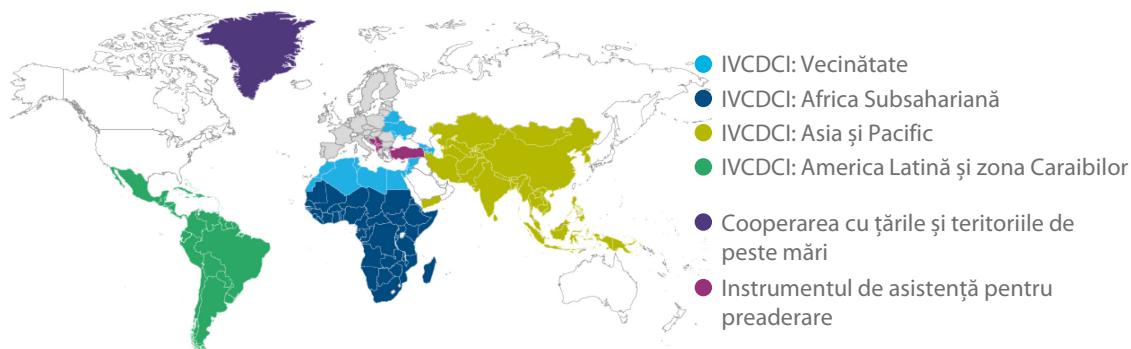 IVCDCI: Vecinătate
IVCDCI: Africa Subsahariană
IVCDCI: Asia și Pacific
IVCDCI: America Latină și zona Caraibilor
Cooperarea cu țările și teritoriile de
peste mări
Instrumentul de asistență pentru
preaderare